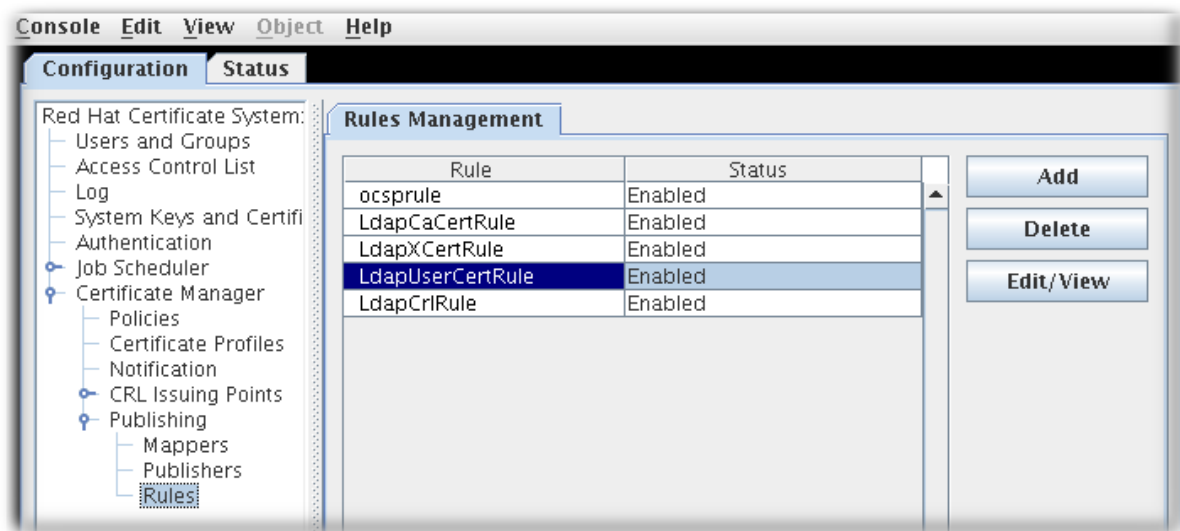 Console Edit View Object Help
Configuration Status
Red Hat Certificate System:
Users and Groups
Access Control List
Log
System Keys and Certifi
Authentication
Job Scheduler
Certificate Manager
Policies
Certificate Profiles
Notification
CRL Issuing Points
Publishing
Mappers
Publishers
Rules
Rules Management
Rule Status
ocsprule Enabled
LdapCaCertRule Enabled
LdapXCertRule Enabled
LdapUserCertRule Enabled
LdapCrlRule Enabled
Add
Delete
Edit/View